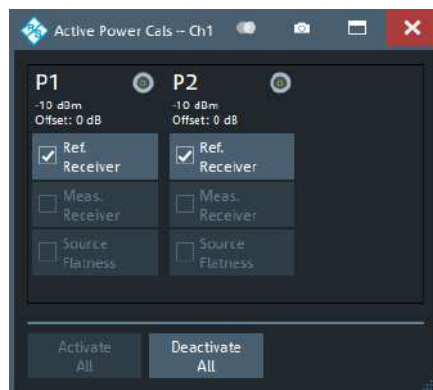 Active Power Cals -- Ch1
P1
P2
-10 dBm
-10 dBm
Offset: 0 dB
Offset: 0 dB
Ref.
Receiver
Ref.
Receiver
Meas.
Receiver
Meas.
Receiver
Source
Flatness
Source
Flatness
Activate
All
Deactivate
All